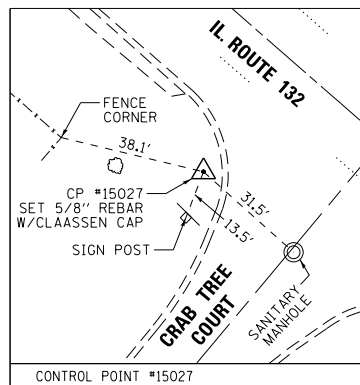 IL. ROUTE 132
FENCE
CORNER
38.1'
CP #15027
SET 5/8" REBAR
W/CLAASSEN CAP
31.5'
13.5'
SIGN POST
CRAB TREE
COURT
SANITARY
MANHOLE
CONTROL POINT #15027